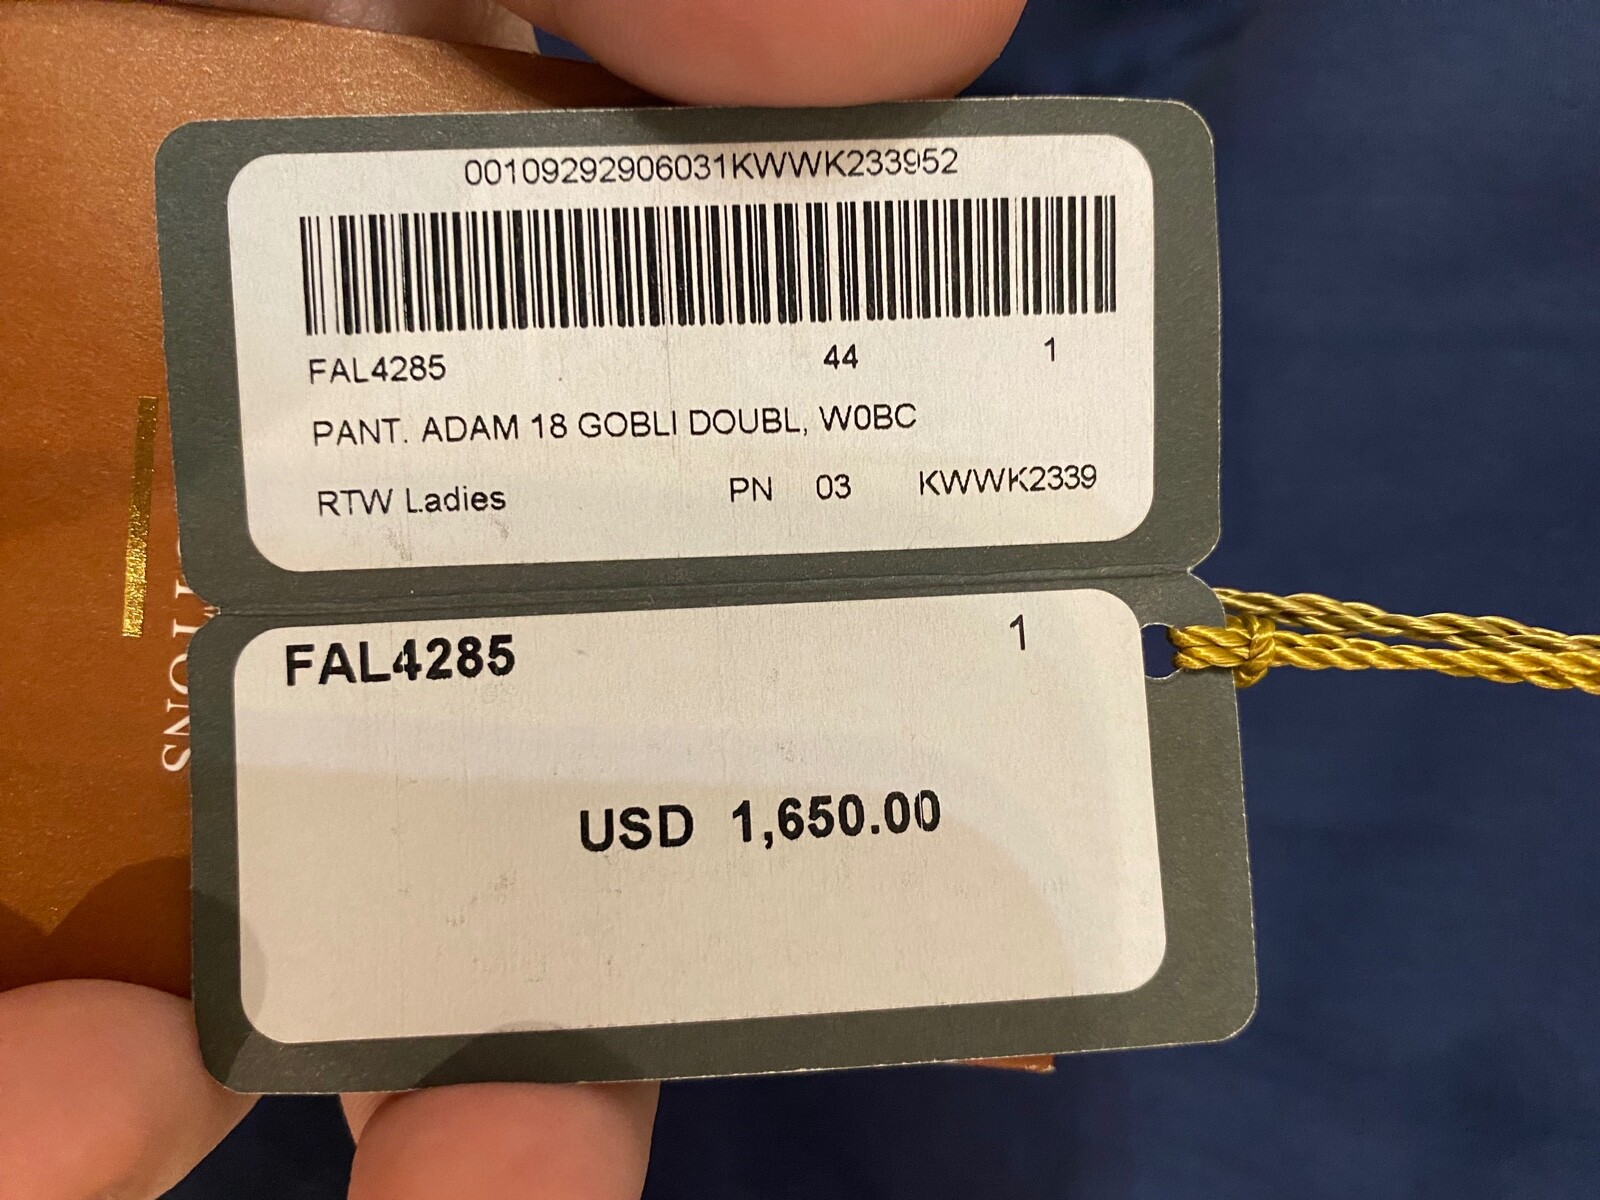 00109292906031KWWK233952
FAL4285 44 1
PANT. ADAM 18 GOBLI DOUBL, W0BC
RTW Ladies PN 03 KWWK2339
FAL4285 1
USD 1,650.00